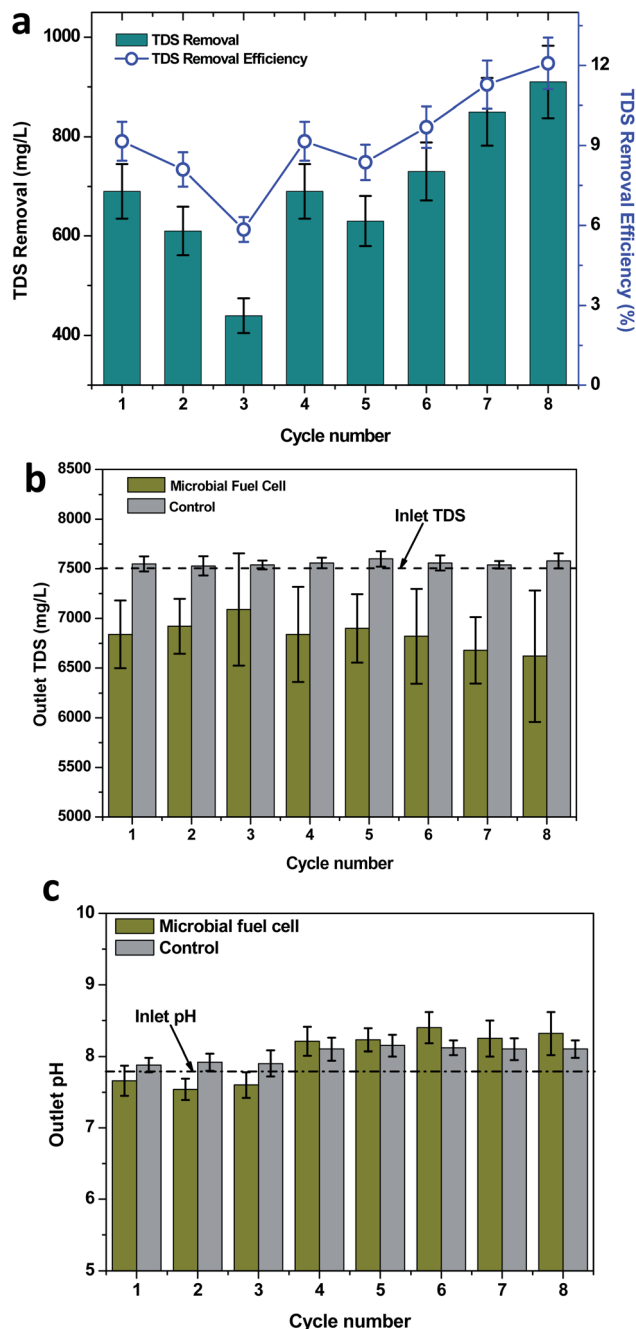 a
TDS Removal
TDS Removal Efficiency
1000
800
600
400
TDS Removal (mg/L)
12
9
6
3
0
TDS Removal Efficiency (%)
1 2 3 4 5 6 7 8
Cycle number
b
Microbial Fuel Cell
Control
Inlet TDS
8500
8000
7500
7000
6500
6000
5500
5000
Outlet TDS (mg/L)
1 2 3 4 5 6 7 8
Cycle number
c
Microbial fuel cell
Control
Inlet pH
10
9
8
7
6
5
Outlet pH
1 2 3 4 5 6 7 8
Cycle number